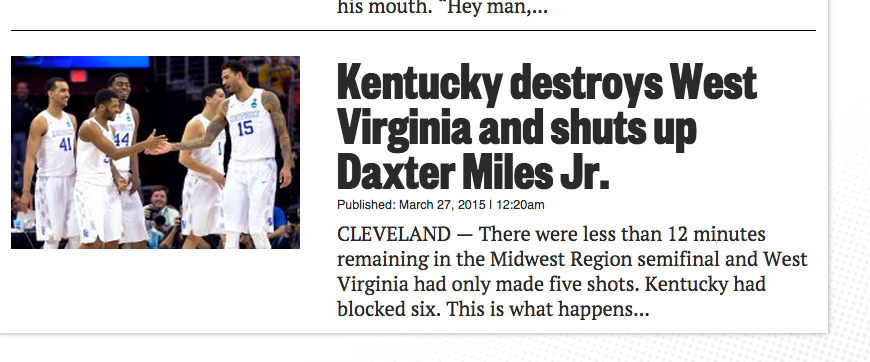 his mouth. “Hey man,...
Kentucky destroys West
Virginia and shuts up
Daxter Miles Jr.
Published: March 27, 2015 | 12:20am
CLEVELAND — There were less than 12 minutes
remaining in the Midwest Region semifinal and West
Virginia had only made five shots. Kentucky had
blocked six. This is what happens...
41
44
15